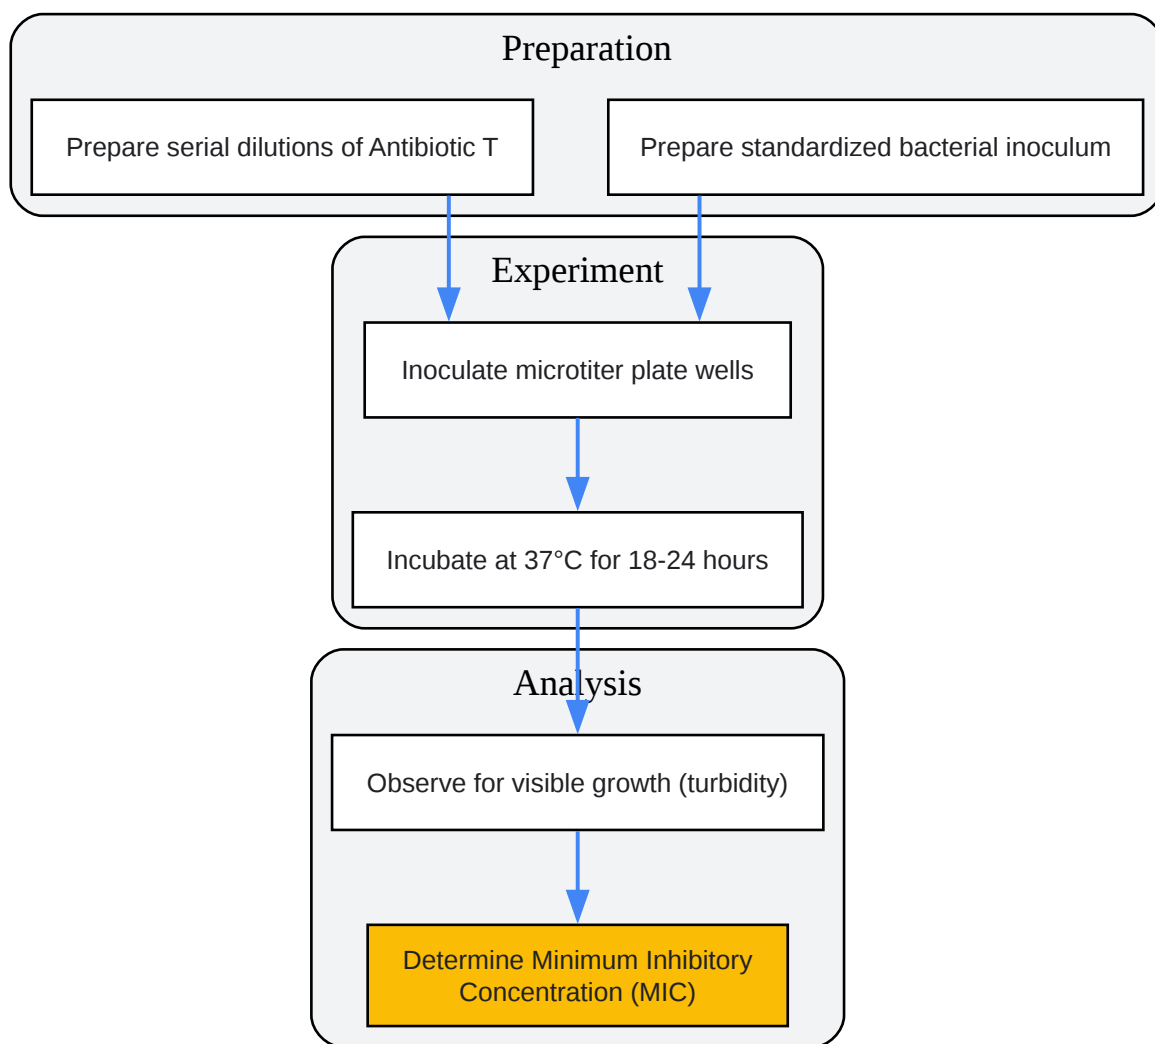 Preparation
Prepare serial dilutions of Antibiotic T
Prepare standardized bacterial inoculum
Experiment
Inoculate microtiter plate wells
Incubate at 37°C for 18-24 hours
Analysis
Observe for visible growth (turbidity)
Determine Minimum Inhibitory
Concentration (MIC)